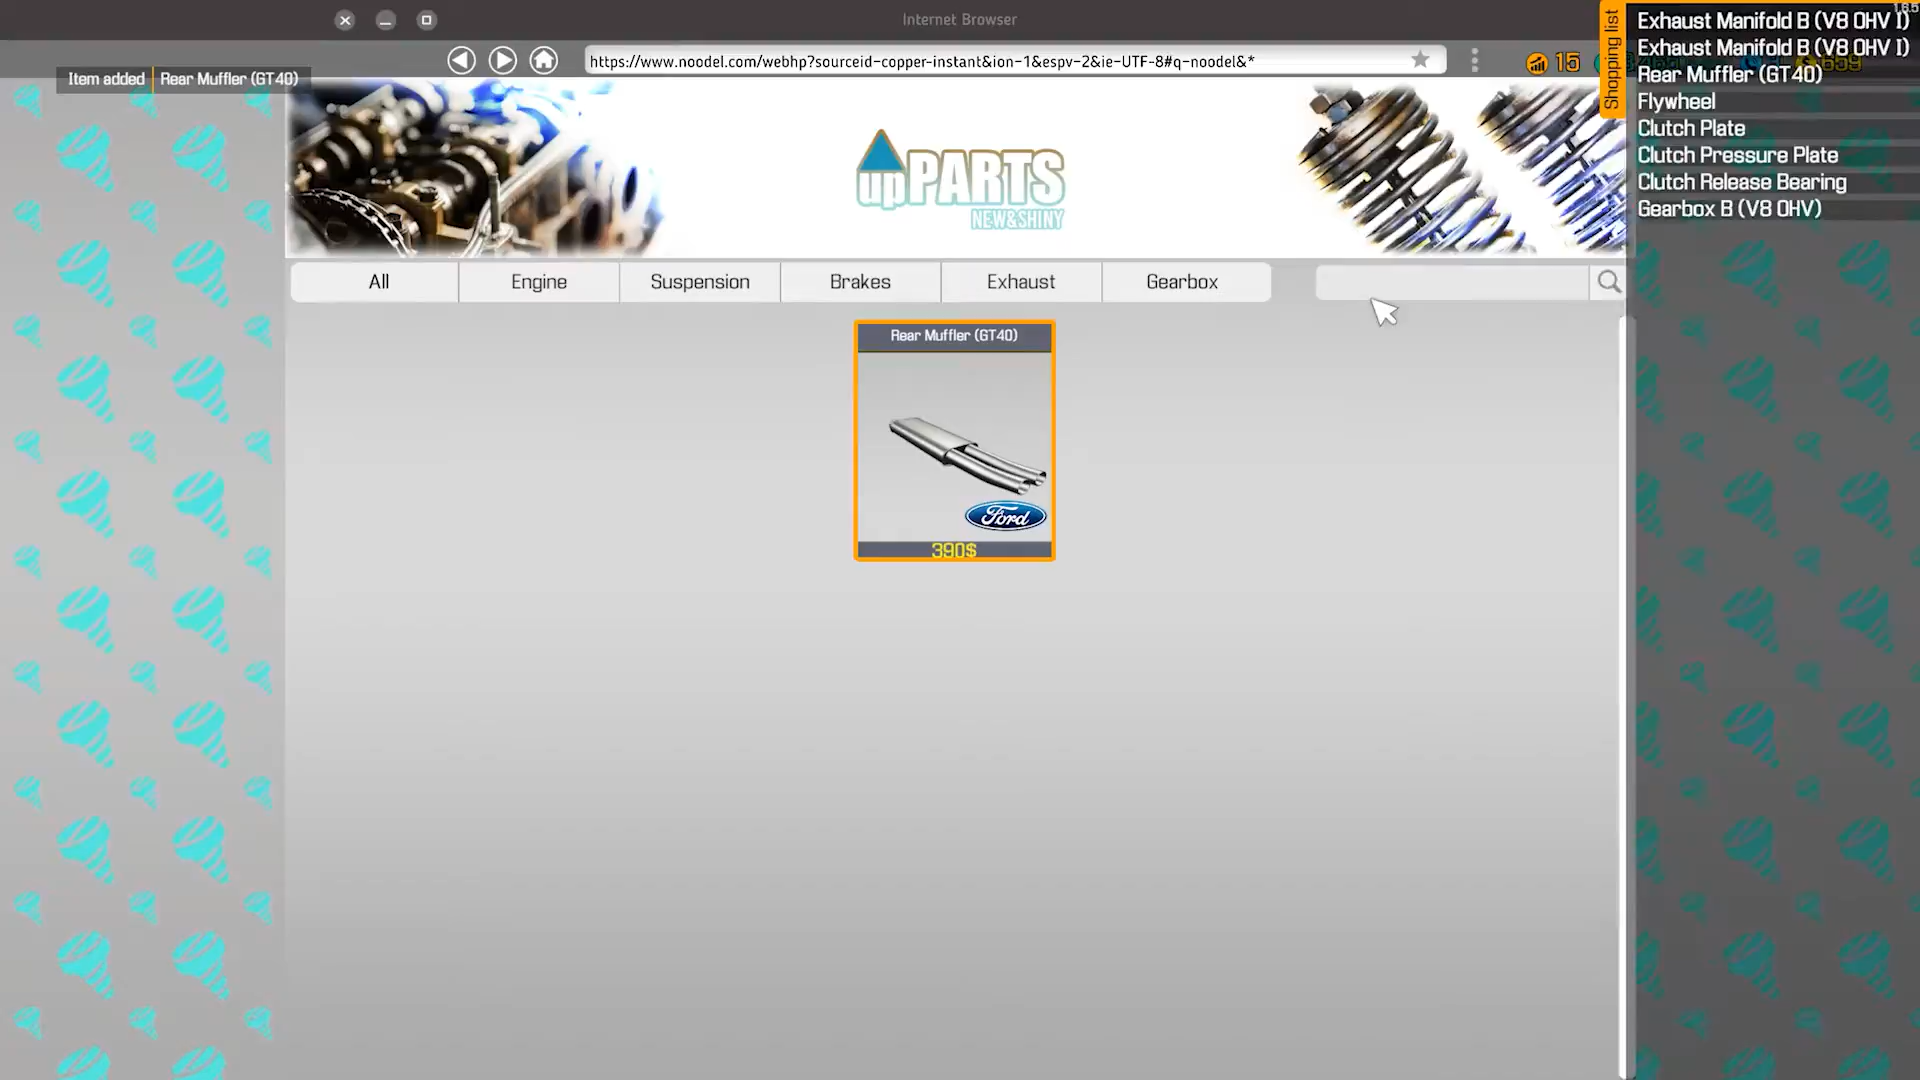 Internet Browser
1.6.5
https://www.noodel.com/webhp?sourceid-copper-instant&ion-1&espv-2&ie-UTF-8#q-noodel&*
15
Item added
Rear Muffler (GT40)
Shopping list
Exhaust Manifold B (V8 OHV I)
Exhaust Manifold B (V8 OHV I)
Rear Muffler (GT40)
Flywheel
Clutch Plate
Clutch Pressure Plate
Clutch Release Bearing
Gearbox B (V8 OHV)
upPARTS
NEW&SHINY
All
Engine
Suspension
Brakes
Exhaust
Gearbox
Rear Muffler (GT40)
Ford
390$